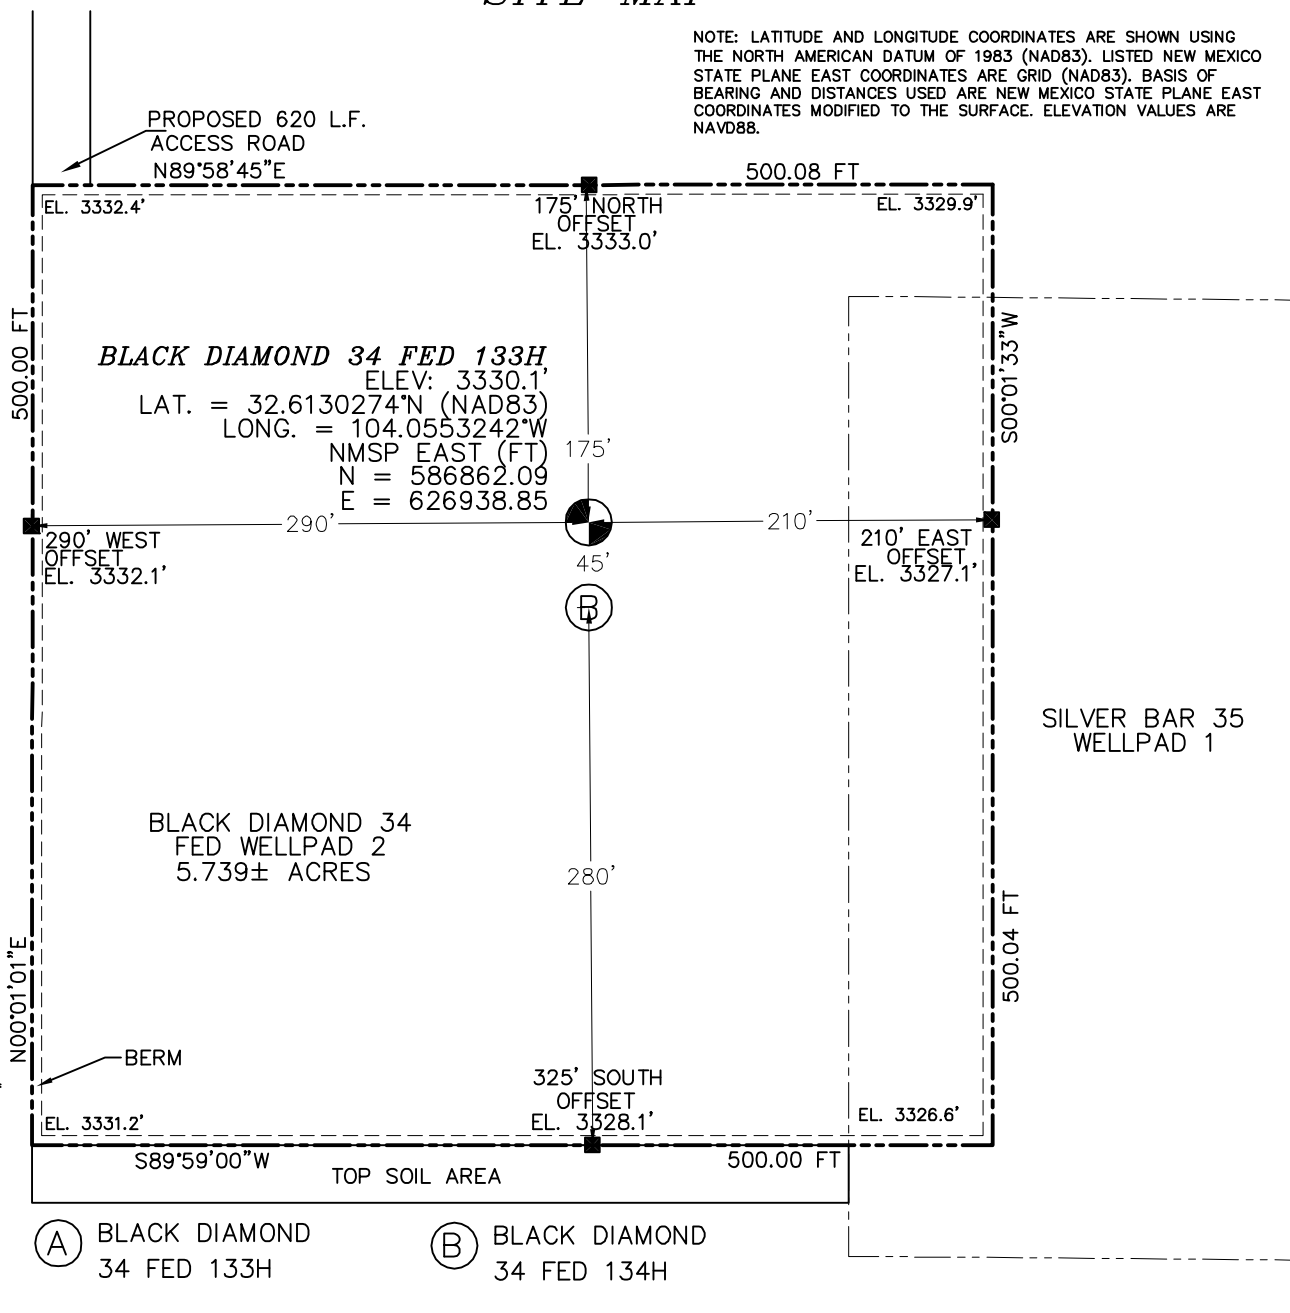 SITE MAP
NOTE: LATITUDE AND LONGITUDE COORDINATES ARE SHOWN USING
THE NORTH AMERICAN DATUM OF 1983 (NAD83). LISTED NEW MEXICO
STATE PLANE EAST COORDINATES ARE GRID (NAD83). BASIS OF
BEARING AND DISTANCES USED ARE NEW MEXICO STATE PLANE EAST
COORDINATES MODIFIED TO THE SURFACE. ELEVATION VALUES ARE
NAVD88.
PROPOSED 620 L.F.
ACCESS ROAD
N89°58'45"E
500.08 FT
EL. 3332.4'
175' NORTH
OFFSET
EL. 3333.0'
EL. 3329.9'
500.00 FT
S00°01'33"W
BLACK DIAMOND 34 FED 133H
ELEV: 3330.1'
LAT. = 32.6130274°N (NAD83)
LONG. = 104.0553242°W
NMSP EAST (FT)
N = 586862.09
E = 626938.85
175'
290'
210'
290' WEST
OFFSET
EL. 3332.1'
45'
210' EAST
OFFSET
EL. 3327.1'
B
SILVER BAR 35
WELLPAD 1
BLACK DIAMOND 34
FED WELLPAD 2
5.739± ACRES
280'
N00°01'01"E
500.04 FT
BERM
325' SOUTH
OFFSET
EL. 3328.1'
EL. 3331.2'
EL. 3326.6'
S89°59'00"W
500.00 FT
TOP SOIL AREA
A BLACK DIAMOND
34 FED 133H
B BLACK DIAMOND
34 FED 134H